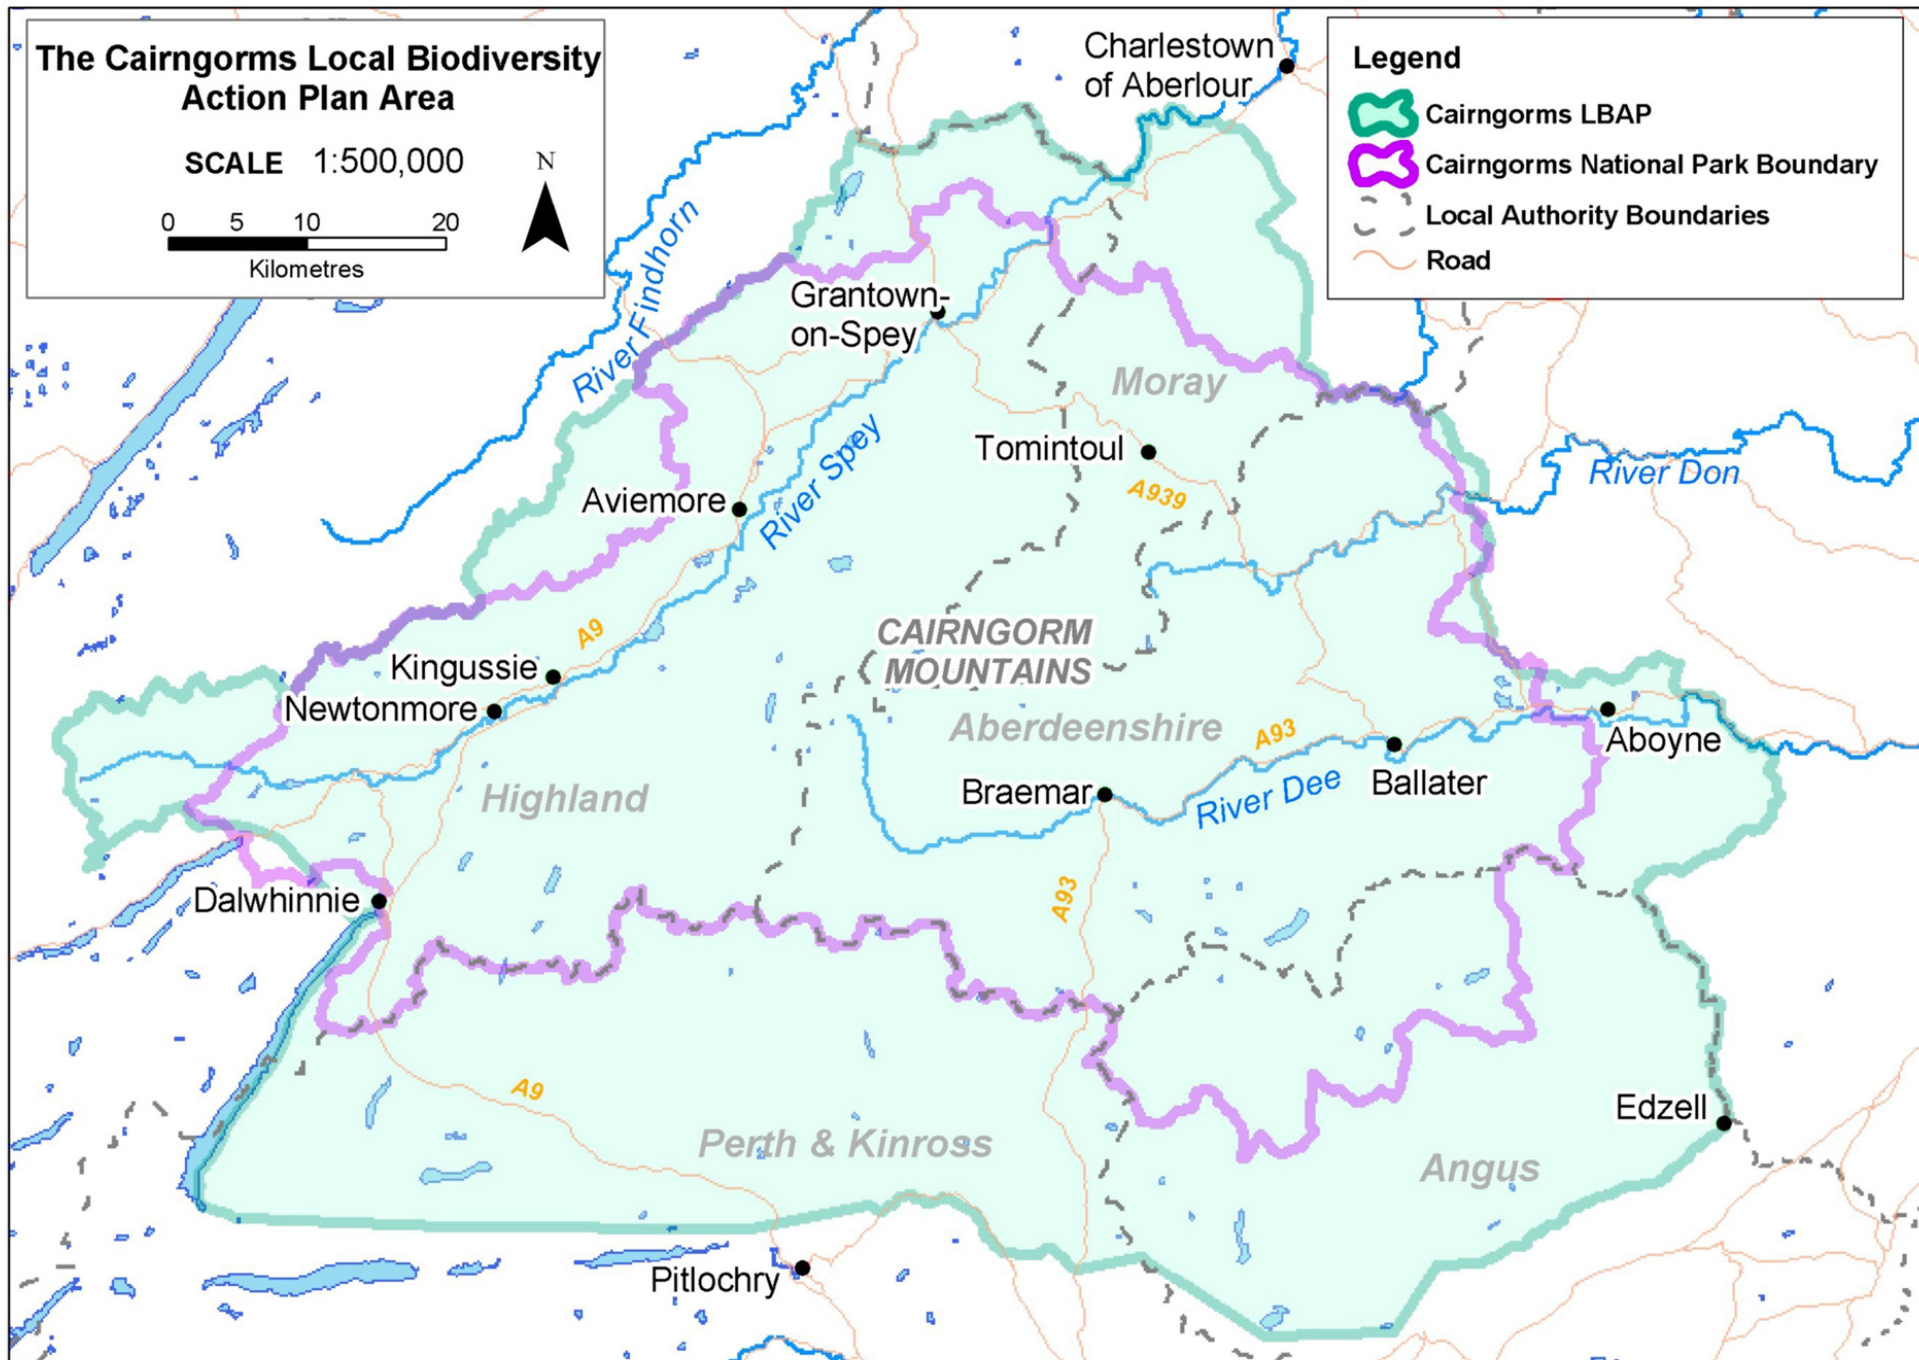 The Cairngorms Local Biodiversity
Action Plan Area
SCALE 1:500,000
N
0 5 10 20
Kilometres
Legend
Cairngorms LBAP
Cairngorms National Park Boundary
Local Authority Boundaries
Road
Charlestown
of Aberlour
River Findhorn
Grantown-
on-Spey
Moray
Tomintoul
A939
River Don
Aviemore
River Spey
A9
CAIRNGORM
MOUNTAINS
Kingussie
Newtonmore
Aberdeenshire
A93
Aboyne
Ballater
Braemar
River Dee
Highland
Dalwhinnie
A93
A9
Edzell
Perth & Kinross
Angus
Pitlochry